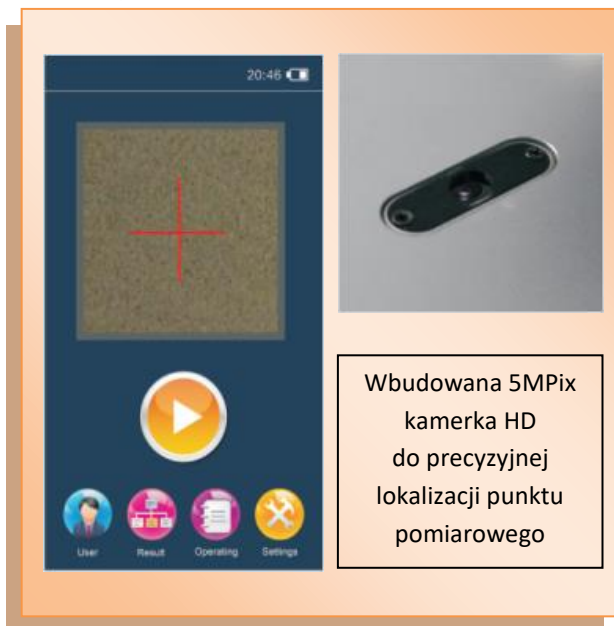 20:46
User Result Operating Settings
Wbudowana 5MPix
kamerka HD
do precyzyjnej
lokalizacji punktu
pomiarowego